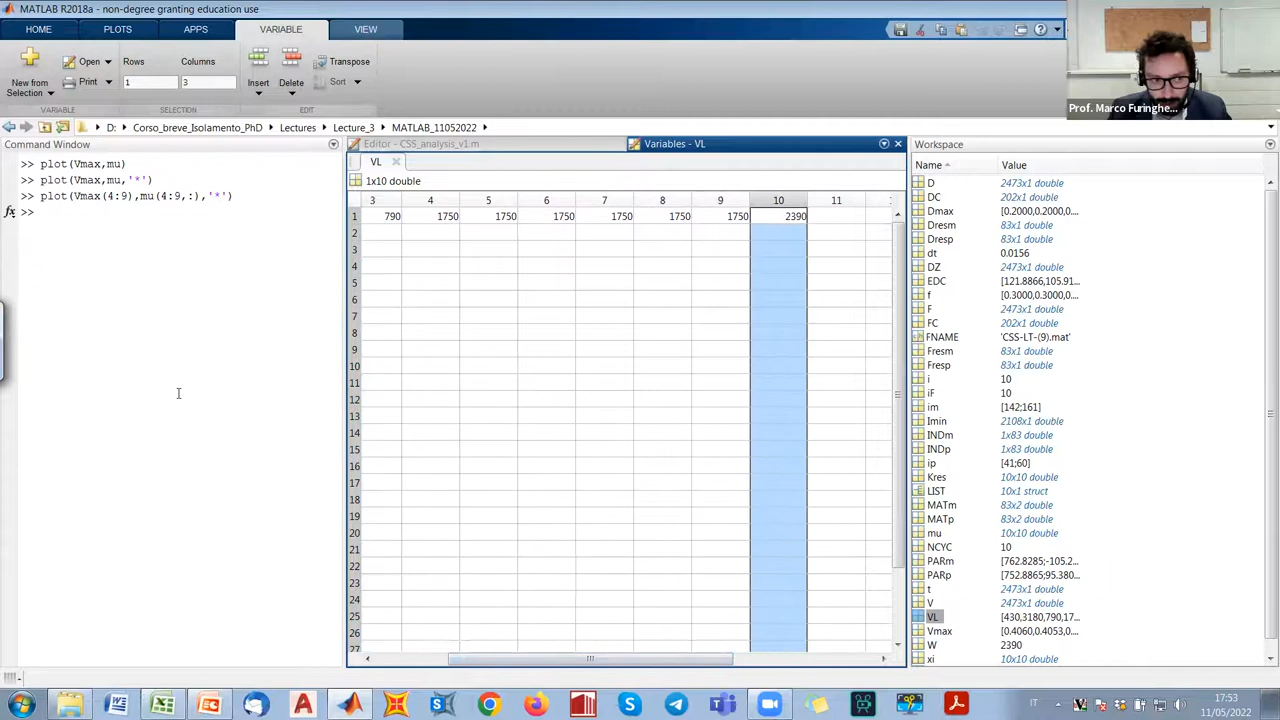 MATLAB R2018a - non-degree granting education use
HOME PLOTS APPS VARIABLE VIEW
New from Selection
Open
Print
Rows Columns
1 3
Insert
Delete
Transpose
Sort
VARIABLE SELECTION EDIT
Prof. Marco Furinghe...
D: Corso_breve_Isolamento_PhD Lectures Lecture_3 MATLAB_11052022
Command Window
>> plot(Vmax,mu)
>> plot(Vmax,mu,'*')
>> plot(Vmax(4:9),mu(4:9,:),'*')
fx >>
Editor - CSS_analysis_v1.m
Variables - VL
VL
1x10 double
3 4 5 6 7 8 9 10 11
1 790 1750 1750 1750 1750 1750 1750 2390
2
3
4
5
6
7
8
9
10
11
12
13
14
15
16
17
18
19
20
21
22
23
24
25
26
27
Workspace
Name Value
D 2473x1 double
DC 202x1 double
Dmax [0.2000,0.2000,0....
Dresm 83x1 double
Dresp 83x1 double
dt 0.0156
DZ 2473x1 double
EDC [121.8866,105.91...
f [0.3000,0.3000,0....
F 2473x1 double
FC 202x1 double
FNAME 'CSS-LT-(9).mat'
Fresm 83x1 double
Fresp 83x1 double
i 10
iF 10
im [142;161]
Imin 2108x1 double
INDm 1x83 double
INDp 1x83 double
ip [41;60]
Kres 10x10 double
LIST 10x1 struct
MATm 83x2 double
MATp 83x2 double
mu 10x10 double
NCYC 10
PARm [762.8285;-105.2...
PARp [752.8865;95.380...
t 2473x1 double
V 2473x1 double
VL [430,3180,790,17...
Vmax [0.4060,0.4053,0....
W 2390
xi 10x10 double
IT
17:53
11/05/2022